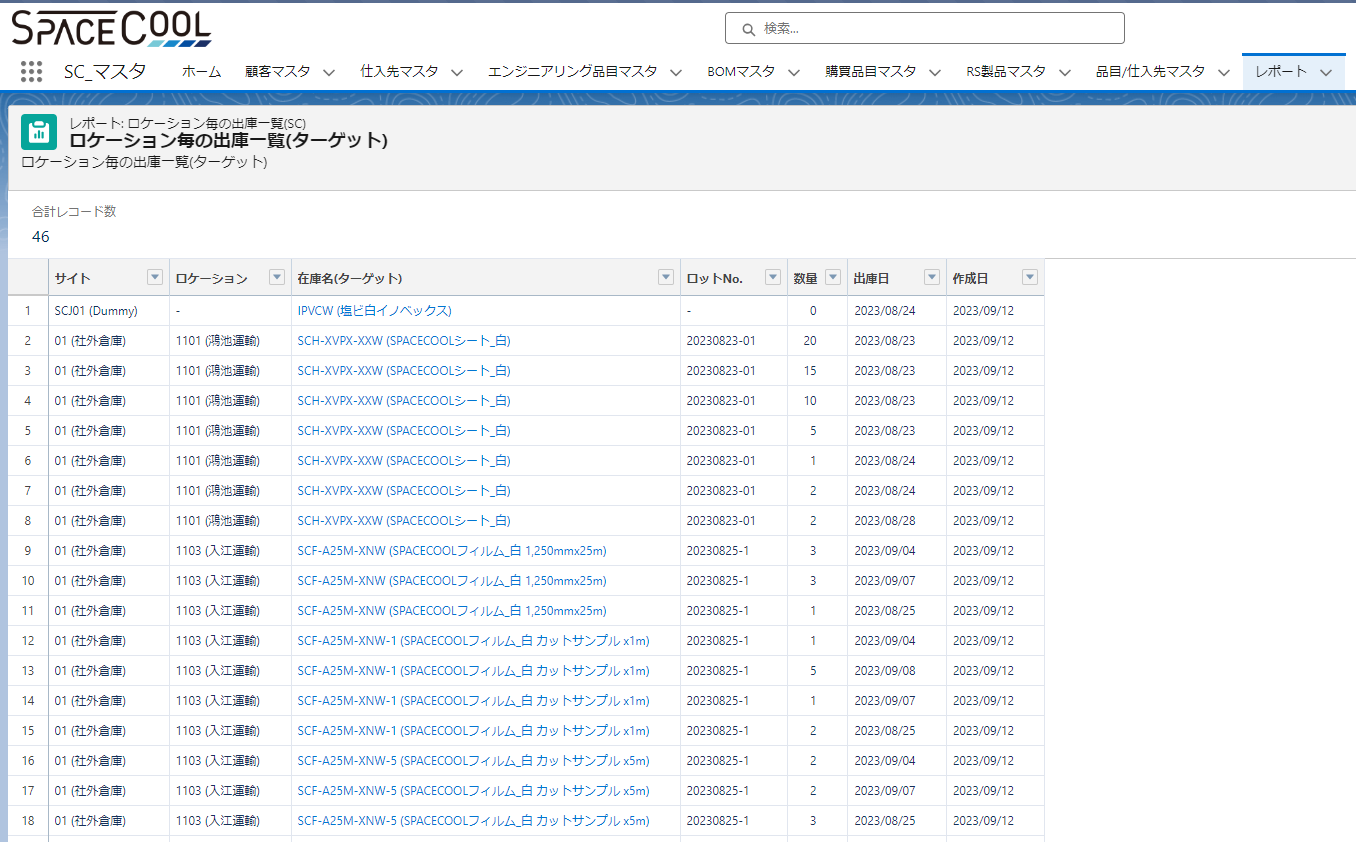 SPACECOOL
検索...
SC_マスタ ホーム 顧客マスタ 仕入先マスタ エンジニアリング品目マスタ BOMマスタ 購買品目マスタ RS製品マスタ 品目/仕入先マスタ レポート
レポート: ロケーション毎の出庫一覧(SC)
ロケーション毎の出庫一覧(ターゲット)
ロケーション毎の出庫一覧(ターゲット)
合計レコード数
46
サイト ロケーション 在庫名(ターゲット) ロットNo. 数量 出庫日 作成日
1 SCJ01 (Dummy) - IPVCW (塩ビ白イノベックス) - 0 2023/08/24 2023/09/12
2 01 (社外倉庫) 1101 (鴻池運輸) SCH-XVPX-XXW (SPACECOOLシート_白) 20230823-01 20 2023/08/23 2023/09/12
3 01 (社外倉庫) 1101 (鴻池運輸) SCH-XVPX-XXW (SPACECOOLシート_白) 20230823-01 15 2023/08/23 2023/09/12
4 01 (社外倉庫) 1101 (鴻池運輸) SCH-XVPX-XXW (SPACECOOLシート_白) 20230823-01 10 2023/08/23 2023/09/12
5 01 (社外倉庫) 1101 (鴻池運輸) SCH-XVPX-XXW (SPACECOOLシート_白) 20230823-01 5 2023/08/23 2023/09/12
6 01 (社外倉庫) 1101 (鴻池運輸) SCH-XVPX-XXW (SPACECOOLシート_白) 20230823-01 1 2023/08/24 2023/09/12
7 01 (社外倉庫) 1101 (鴻池運輸) SCH-XVPX-XXW (SPACECOOLシート_白) 20230823-01 2 2023/08/24 2023/09/12
8 01 (社外倉庫) 1101 (鴻池運輸) SCH-XVPX-XXW (SPACECOOLシート_白) 20230823-01 2 2023/08/28 2023/09/12
9 01 (社外倉庫) 1103 (入江運輸) SCF-A25M-XNW (SPACECOOLフィルム_白 1,250mmx25m) 20230825-1 3 2023/09/04 2023/09/12
10 01 (社外倉庫) 1103 (入江運輸) SCF-A25M-XNW (SPACECOOLフィルム_白 1,250mmx25m) 20230825-1 3 2023/09/07 2023/09/12
11 01 (社外倉庫) 1103 (入江運輸) SCF-A25M-XNW (SPACECOOLフィルム_白 1,250mmx25m) 20230825-1 1 2023/08/25 2023/09/12
12 01 (社外倉庫) 1103 (入江運輸) SCF-A25M-XNW-1 (SPACECOOLフィルム_白 カットサンプル x1m) 20230825-1 1 2023/09/04 2023/09/12
13 01 (社外倉庫) 1103 (入江運輸) SCF-A25M-XNW-1 (SPACECOOLフィルム_白 カットサンプル x1m) 20230825-1 5 2023/09/08 2023/09/12
14 01 (社外倉庫) 1103 (入江運輸) SCF-A25M-XNW-1 (SPACECOOLフィルム_白 カットサンプル x1m) 20230825-1 1 2023/09/07 2023/09/12
15 01 (社外倉庫) 1103 (入江運輸) SCF-A25M-XNW-1 (SPACECOOLフィルム_白 カットサンプル x1m) 20230825-1 2 2023/08/25 2023/09/12
16 01 (社外倉庫) 1103 (入江運輸) SCF-A25M-XNW-5 (SPACECOOLフィルム_白 カットサンプル x5m) 20230825-1 2 2023/09/04 2023/09/12
17 01 (社外倉庫) 1103 (入江運輸) SCF-A25M-XNW-5 (SPACECOOLフィルム_白 カットサンプル x5m) 20230825-1 2 2023/09/07 2023/09/12
18 01 (社外倉庫) 1103 (入江運輸) SCF-A25M-XNW-5 (SPACECOOLフィルム_白 カットサンプル x5m) 20230825-1 3 2023/08/25 2023/09/12